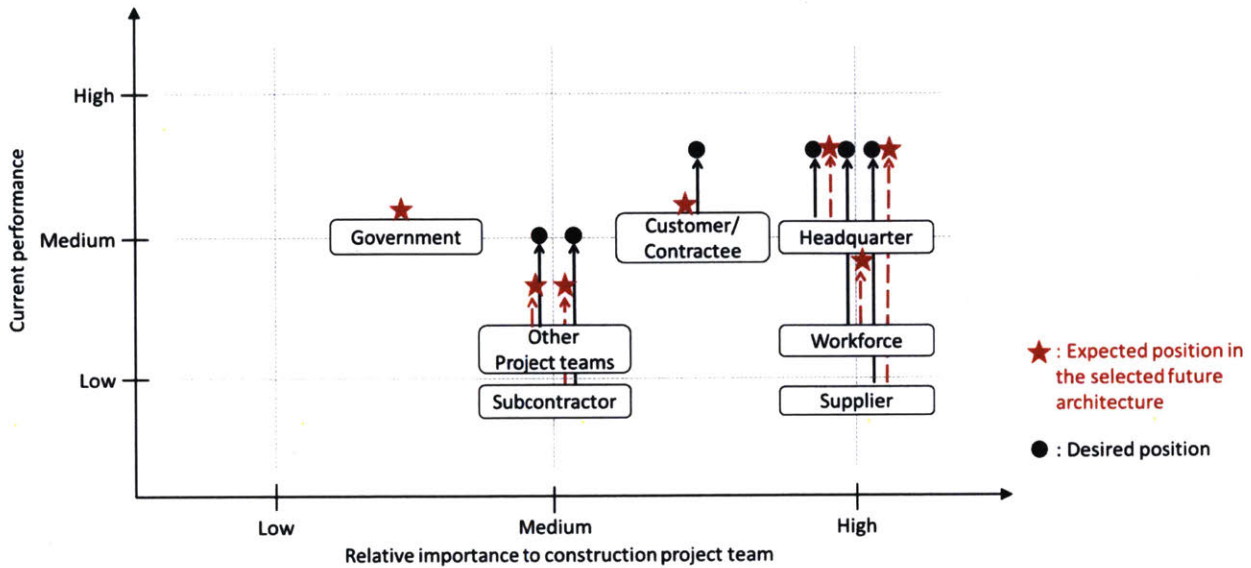 Current performance
High
Medium
Low
Government
Customer/
Contractee
Headquarter
Other
Project teams
Workforce
Subcontractor
Supplier
: Expected position in
the selected future
architecture
: Desired position
Low
Medium
High
Relative importance to construction project team